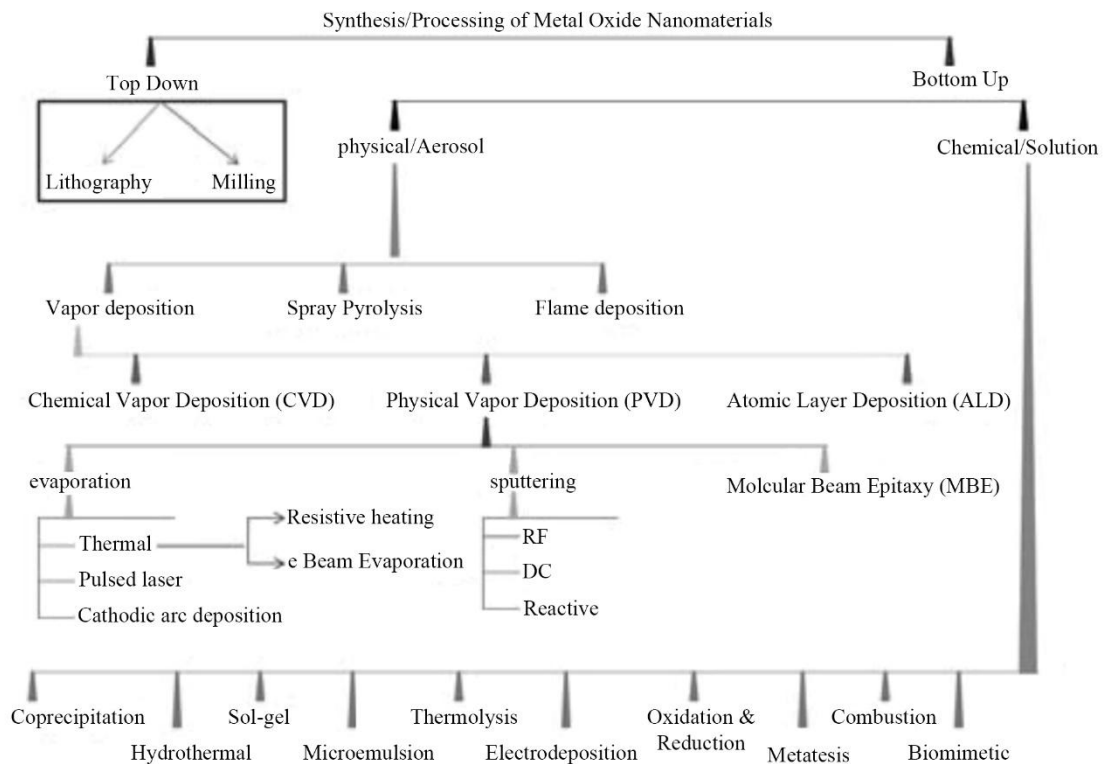 Synthesis/Processing of Metal Oxide Nanomaterials
Top Down
Bottom Up
Lithography
Milling
physical/Aerosol
Chemical/Solution
Vapor deposition
Spray Pyrolysis
Flame deposition
Chemical Vapor Deposition (CVD)
Physical Vapor Deposition (PVD)
Atomic Layer Deposition (ALD)
evaporation
sputtering
Molcular Beam Epitaxy (MBE)
Thermal
Resistive heating
e Beam Evaporation
Pulsed laser
Cathodic arc deposition
RF
DC
Reactive
Coprecipitation
Hydrothermal
Sol-gel
Microemulsion
Thermolysis
Electrodeposition
Oxidation &
Reduction
Metatesis
Combustion
Biomimetic